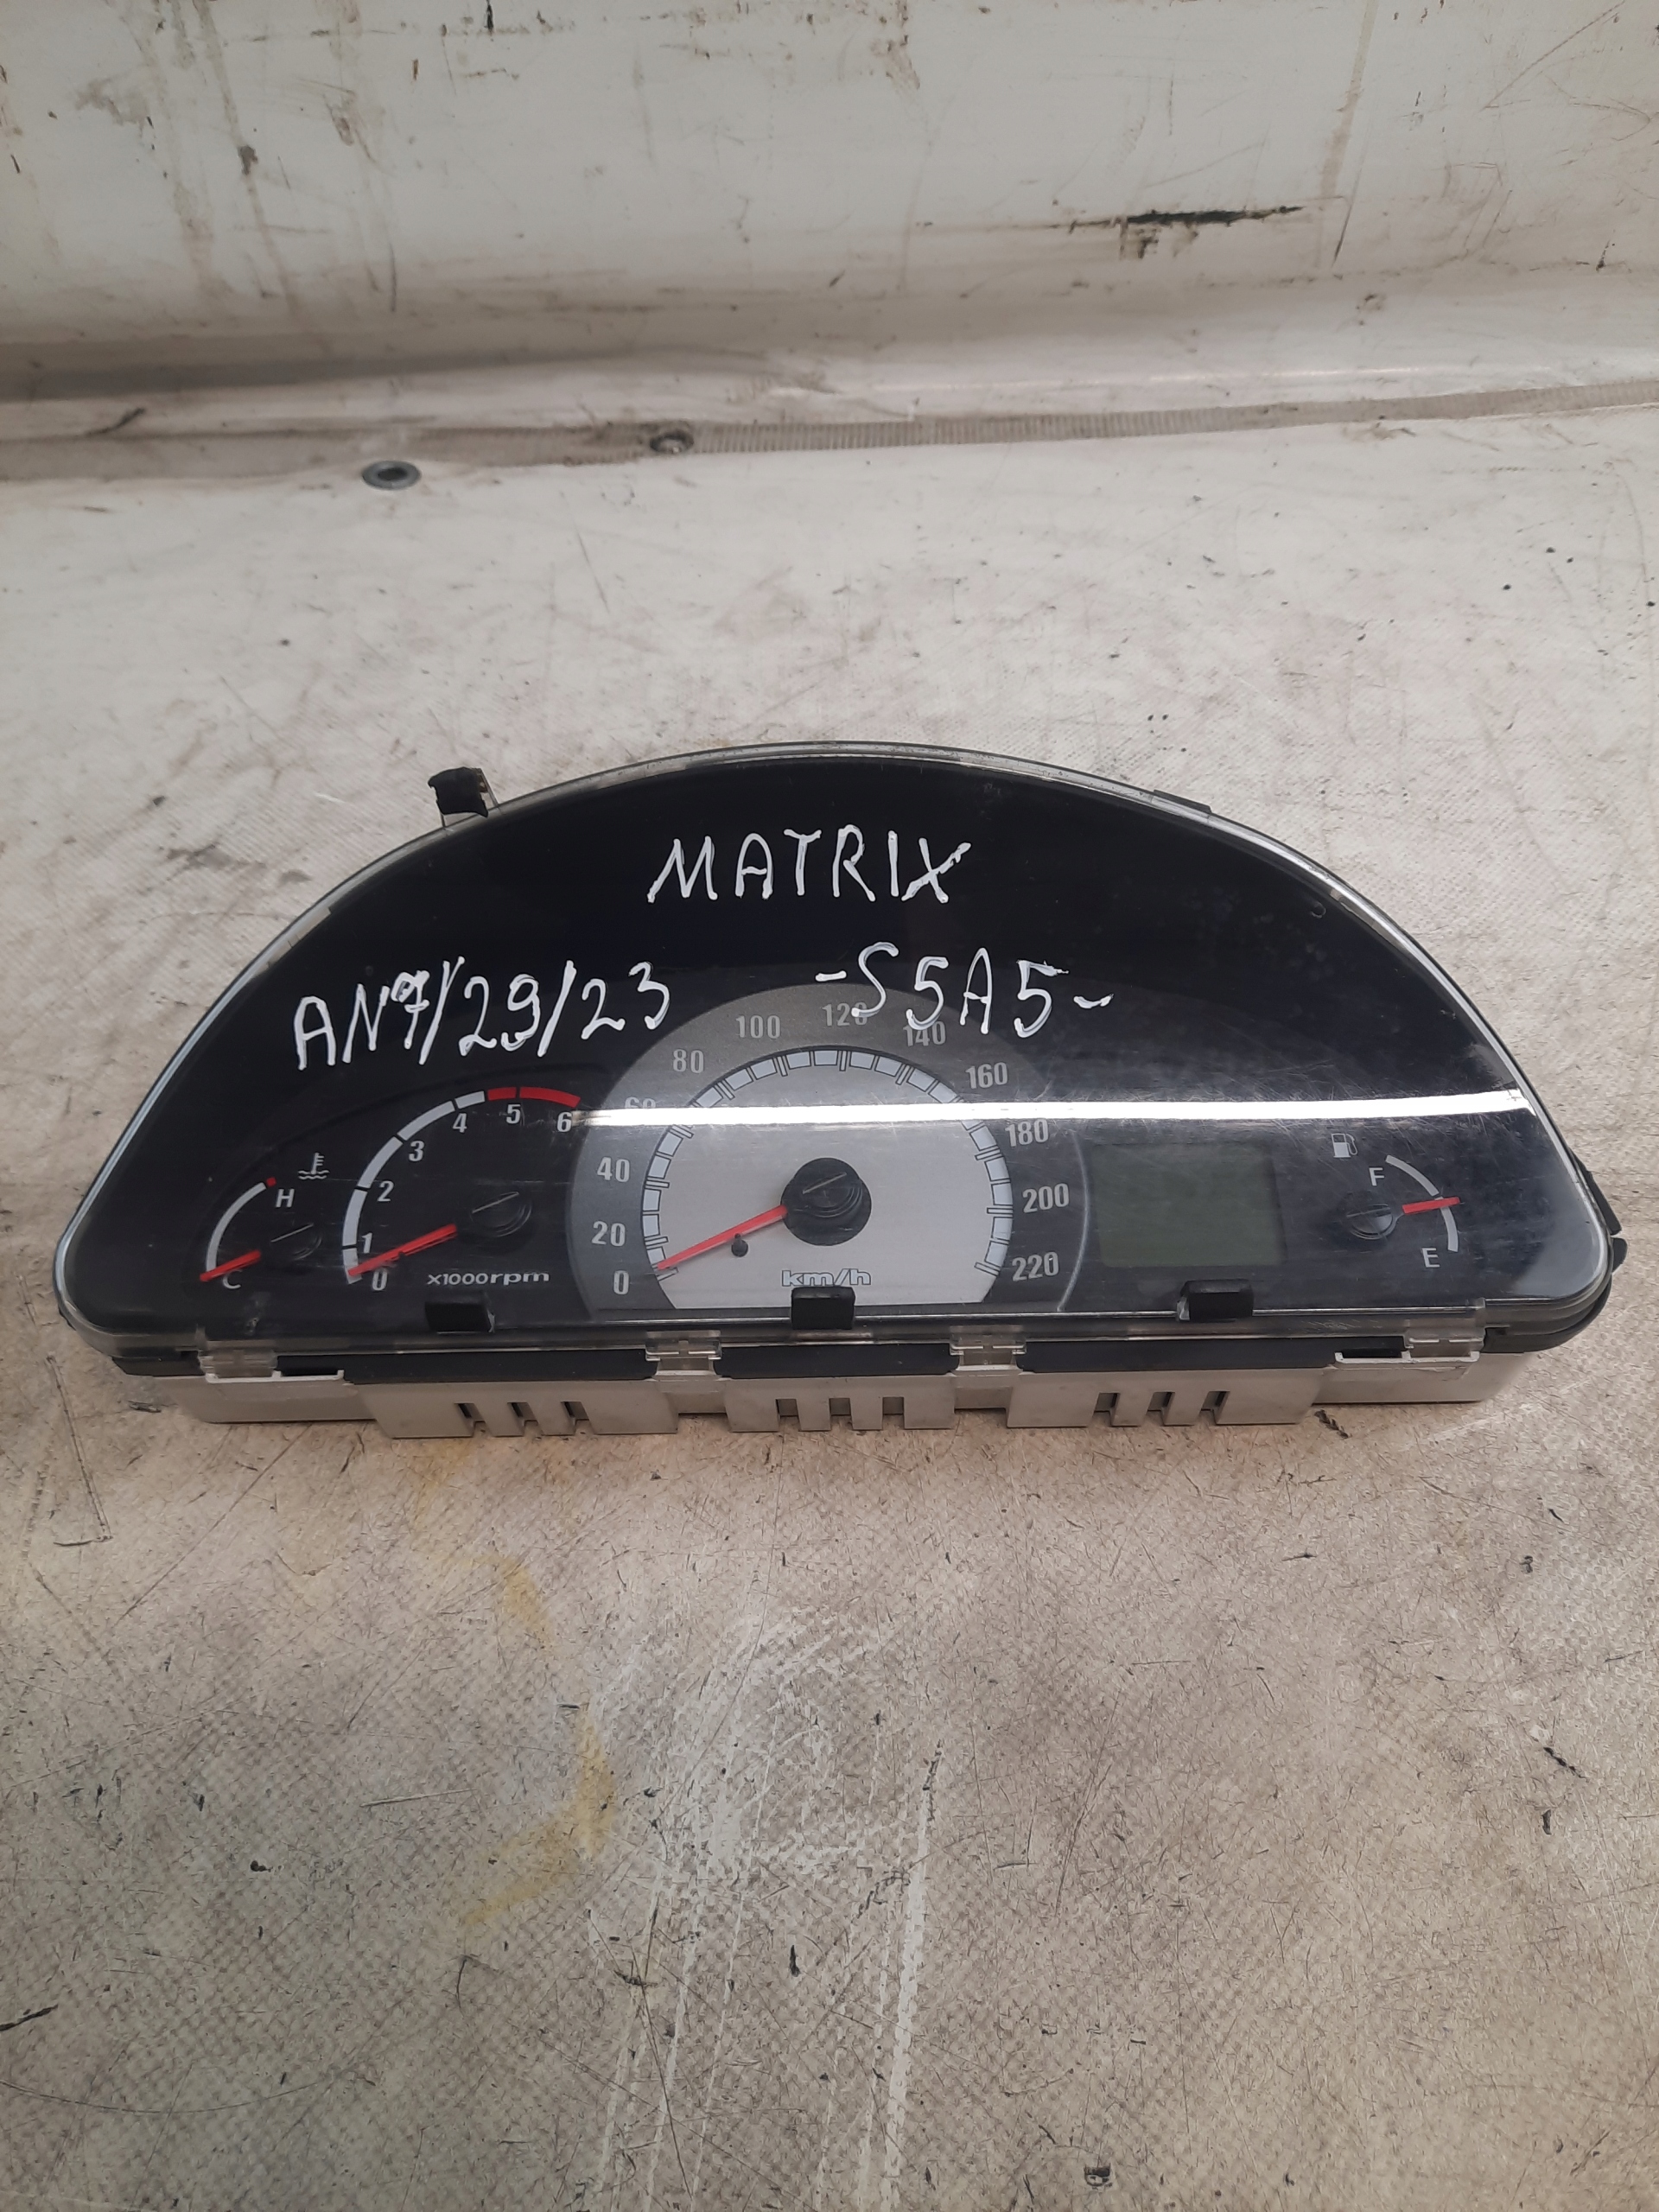 MATRIX
AN7/29/23 -S5A5-
80 100 120 140 160
60 180
40 200
20 220
0 km/h
0 1 2 3 4 5 6
x1000rpm
H
C
F
E